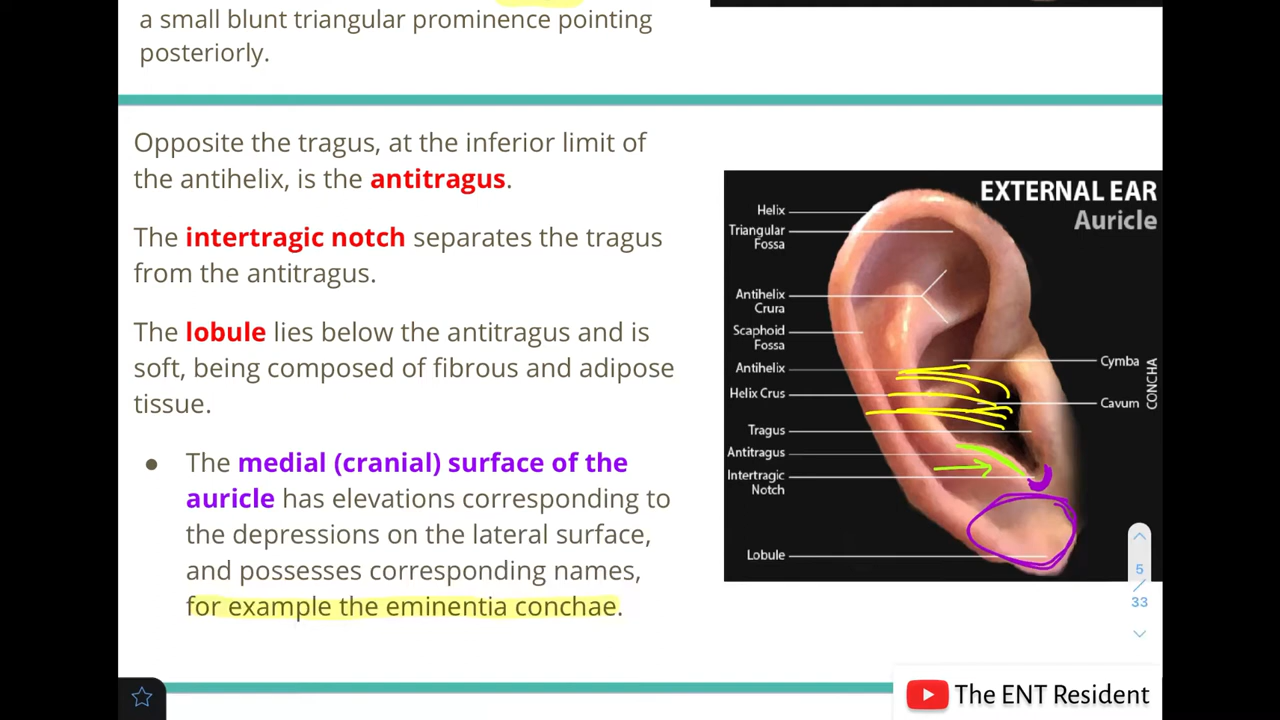 a small blunt triangular prominence pointing
posteriorly.
Opposite the tragus, at the inferior limit of
the antihelix, is the antitragus.
The intertragic notch separates the tragus
from the antitragus.
The lobule lies below the antitragus and is
soft, being composed of fibrous and adipose
tissue.
● The medial (cranial) surface of the
auricle has elevations corresponding to
the depressions on the lateral surface,
and possesses corresponding names,
for example the eminentia conchae.
EXTERNAL EAR
Auricle
Helix
Triangular
Fossa
Antihelix
Crura
Scaphoid
Fossa
Antihelix
Helix Crus
Tragus
Antitragus
Intertragic
Notch
Lobule
Cymba
Cavum
CONCHA
5
/
33
The ENT Resident